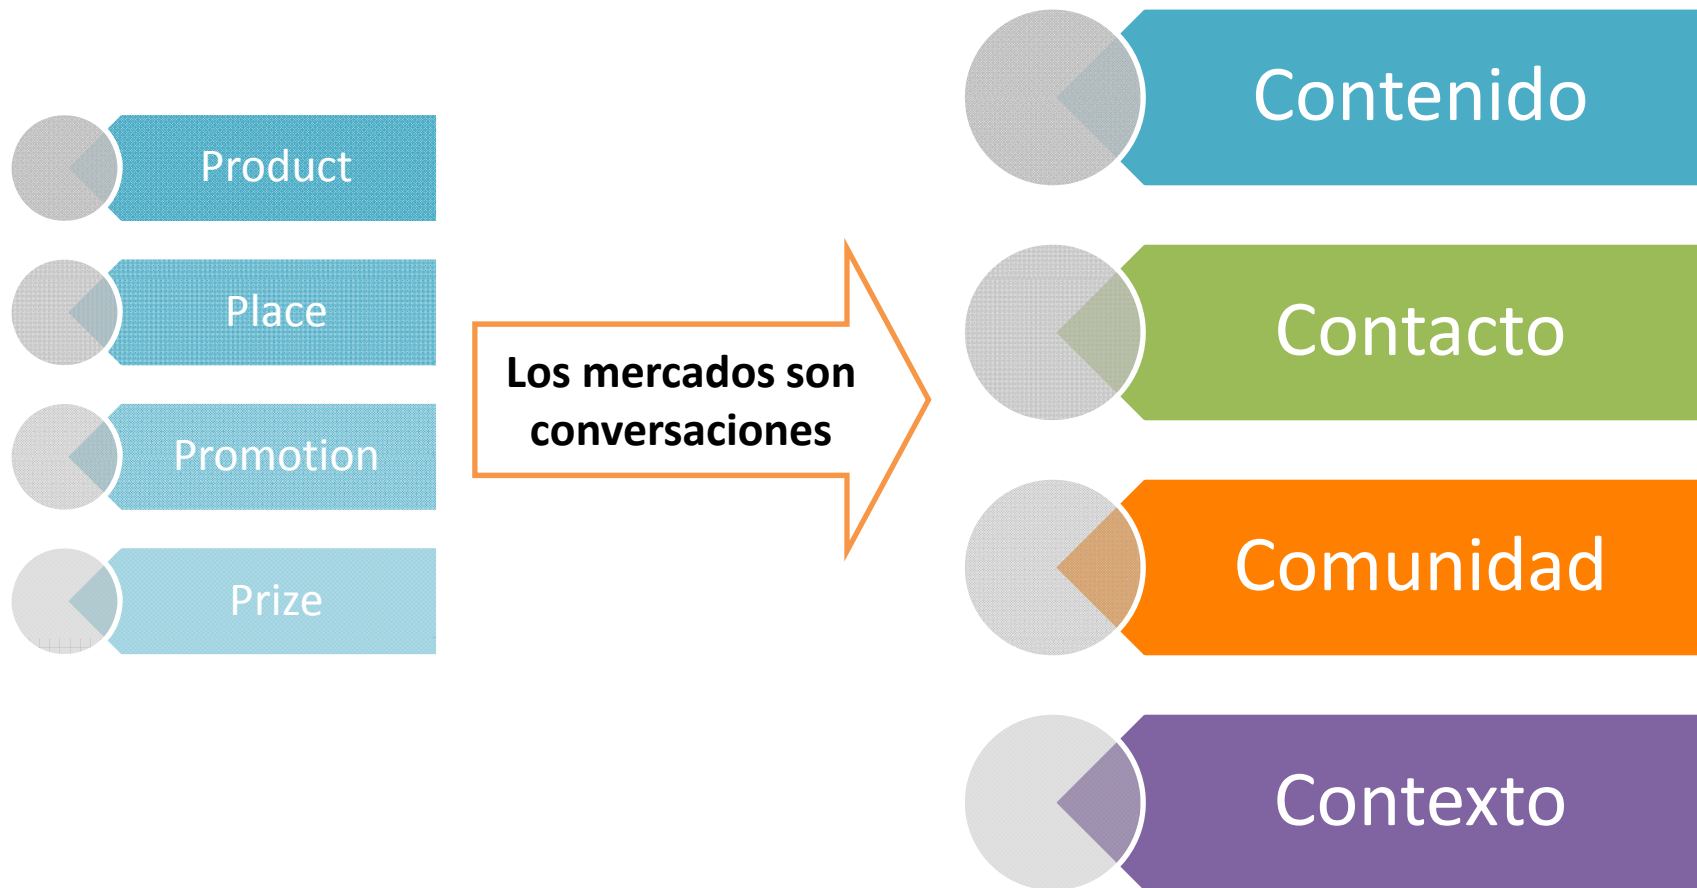 Product
Place
Promotion
Prize
Los mercados son
conversaciones
Contenido
Contacto
Comunidad
Contexto